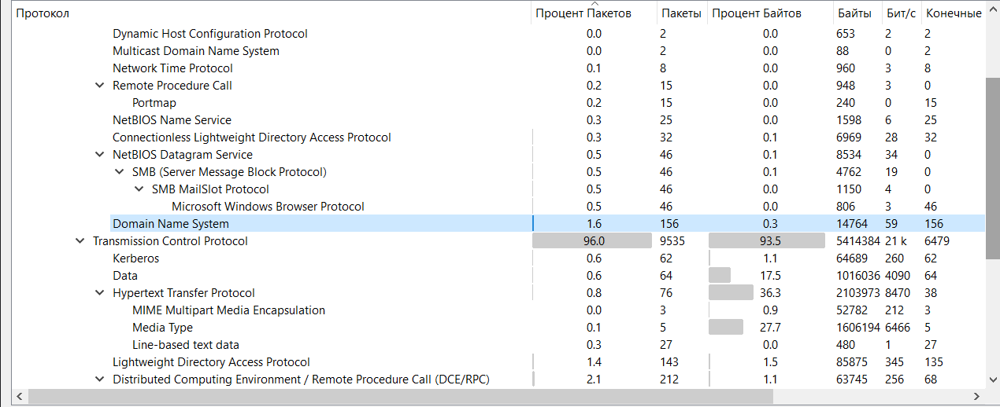 Протокол Процент Пакетов Пакеты Процент Байтов Байты Бит/с Конечные
Dynamic Host Configuration Protocol 0.0 2 0.0 653 2 2
Multicast Domain Name System 0.0 2 0.0 88 0 2
Network Time Protocol 0.1 8 0.0 960 3 8
Remote Procedure Call 0.2 15 0.0 948 3 0
Portmap 0.2 15 0.0 240 0 15
NetBIOS Name Service 0.3 25 0.0 1598 6 25
Connectionless Lightweight Directory Access Protocol 0.3 32 0.1 6969 28 32
NetBIOS Datagram Service 0.5 46 0.1 8534 34 0
SMB (Server Message Block Protocol) 0.5 46 0.1 4762 19 0
SMB MailSlot Protocol 0.5 46 0.0 1150 4 0
Microsoft Windows Browser Protocol 0.5 46 0.0 806 3 46
Domain Name System 1.6 156 0.3 14764 59 156
Transmission Control Protocol 96.0 9535 93.5 5414384 21 k 6479
Kerberos 0.6 62 1.1 64689 260 62
Data 0.6 64 17.5 1016036 4090 64
Hypertext Transfer Protocol 0.8 76 36.3 2103973 8470 38
MIME Multipart Media Encapsulation 0.0 3 0.9 52782 212 3
Media Type 0.1 5 27.7 1606194 6466 5
Line-based text data 0.3 27 0.0 480 1 27
Lightweight Directory Access Protocol 1.4 143 1.5 85875 345 135
Distributed Computing Environment / Remote Procedure Call (DCE/RPC) 2.1 212 1.1 63745 256 68